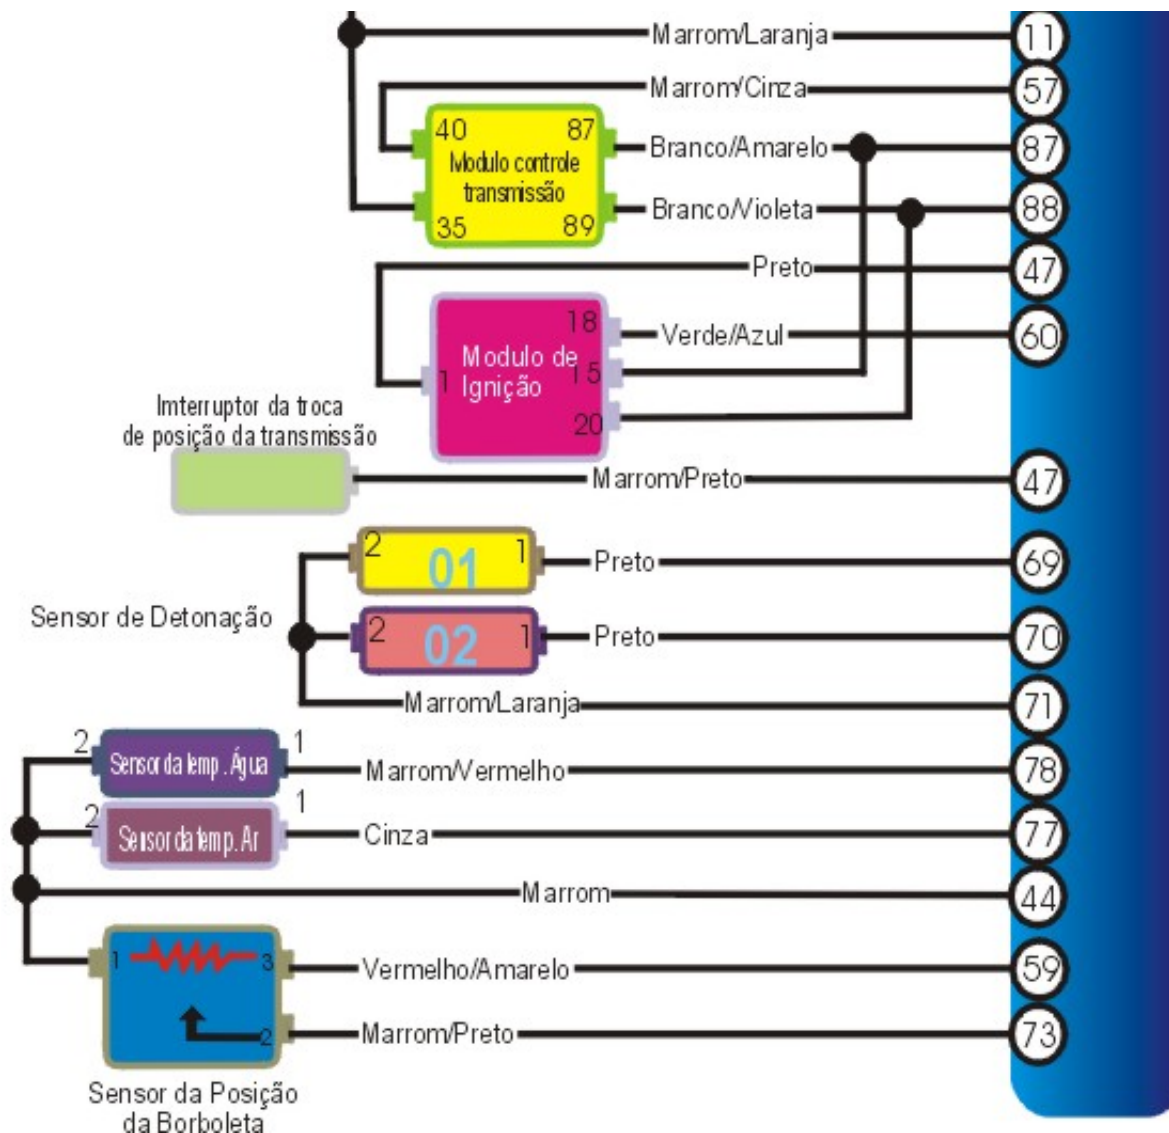 Marrom/Laranja 11
Marrom/Cinza 57
40 87 Branco/Amarelo 87
Modulo controle
transmissão
35 89 Branco/Violeta 88
Preto 47
18 Verde/Azul 60
Modulo de
Ignição
1 15
20
Imterruptor da troca
de posição da transmissão
Marrom/Preto 47
2 01 1 Preto 69
Sensor de Detonação
2 02 1 Preto 70
Marrom/Laranja 71
2 Sensor da temp. Água 1 Marrom/Vermelho 78
2 Sensor da temp. Ar 1 Cinza 77
Marrom 44
1 3 Vermelho/Amarelo 59
2 Marrom/Preto 73
Sensor da Posição
da Borboleta